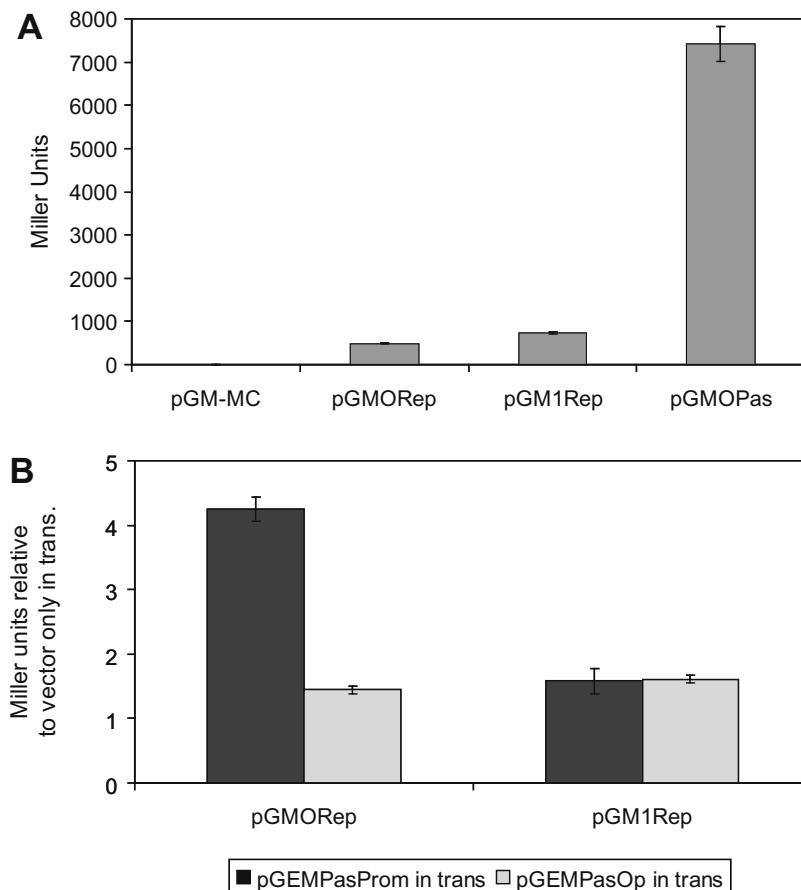 A
Miller Units
8000
7000
6000
5000
4000
3000
2000
1000
0
pGM-MC pGMORep pGM1Rep pGMOPas
B
Miller units relative
to vector only in trans.
5
4
3
2
1
0
pGMORep pGM1Rep
pGEMPasProm in trans pGEMPasOp in trans